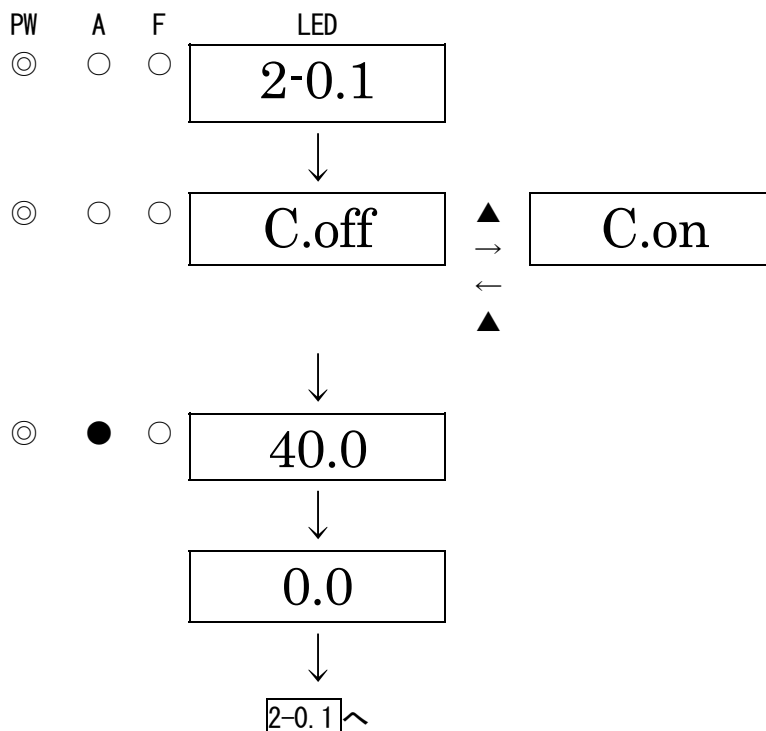 PW A F LED
◎ ○ ○ 2-0.1
↓
◎ ○ ○ C.off ▲ C.on
→
←
▲
↓
◎ ● ○ 40.0
↓
0.0
↓
2-0.1へ